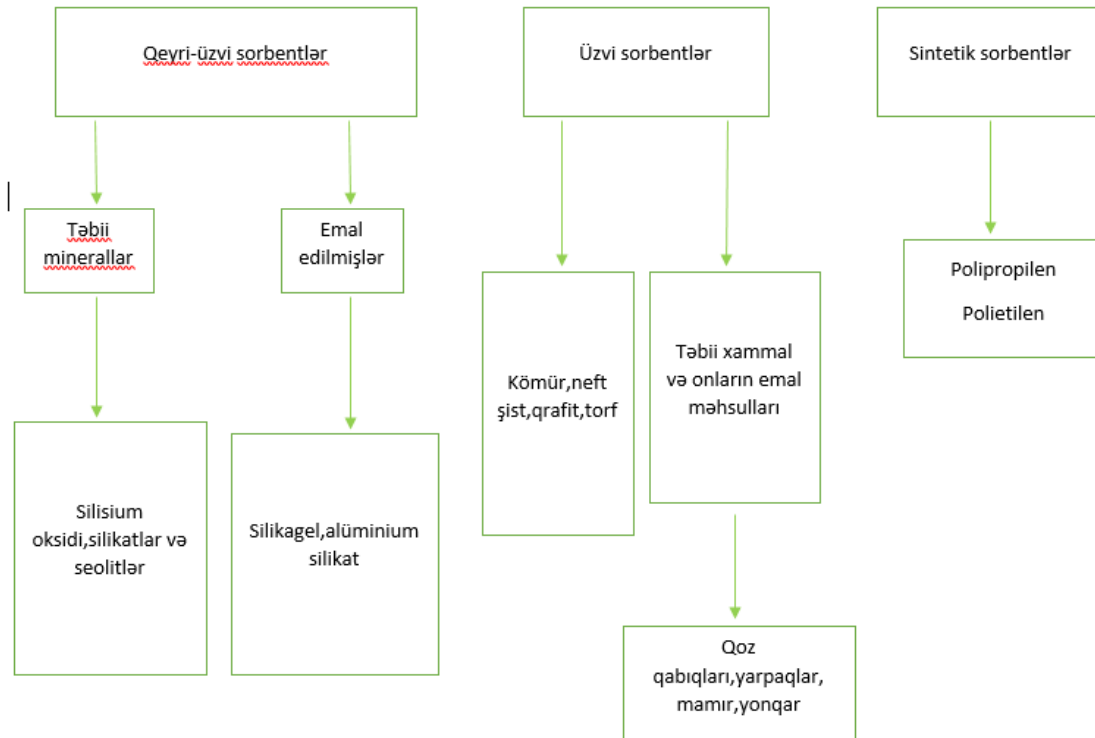 Qeyri-üzvi sorbentlər
Üzvi sorbentlər
Sintetik sorbentlər
Təbii
minerallar
Emal
edilmişlər
Polipropilen
Polietilen
Kömür,neft
şist,qrafit,torf
Təbii xammal
və onların emal
məhsulları
Silisium
oksidi,silikatlar və
seolitlər
Silikagel,alüminium
silikat
Qoz
qabıqları,yarpaqlar,
mamır,yonqar